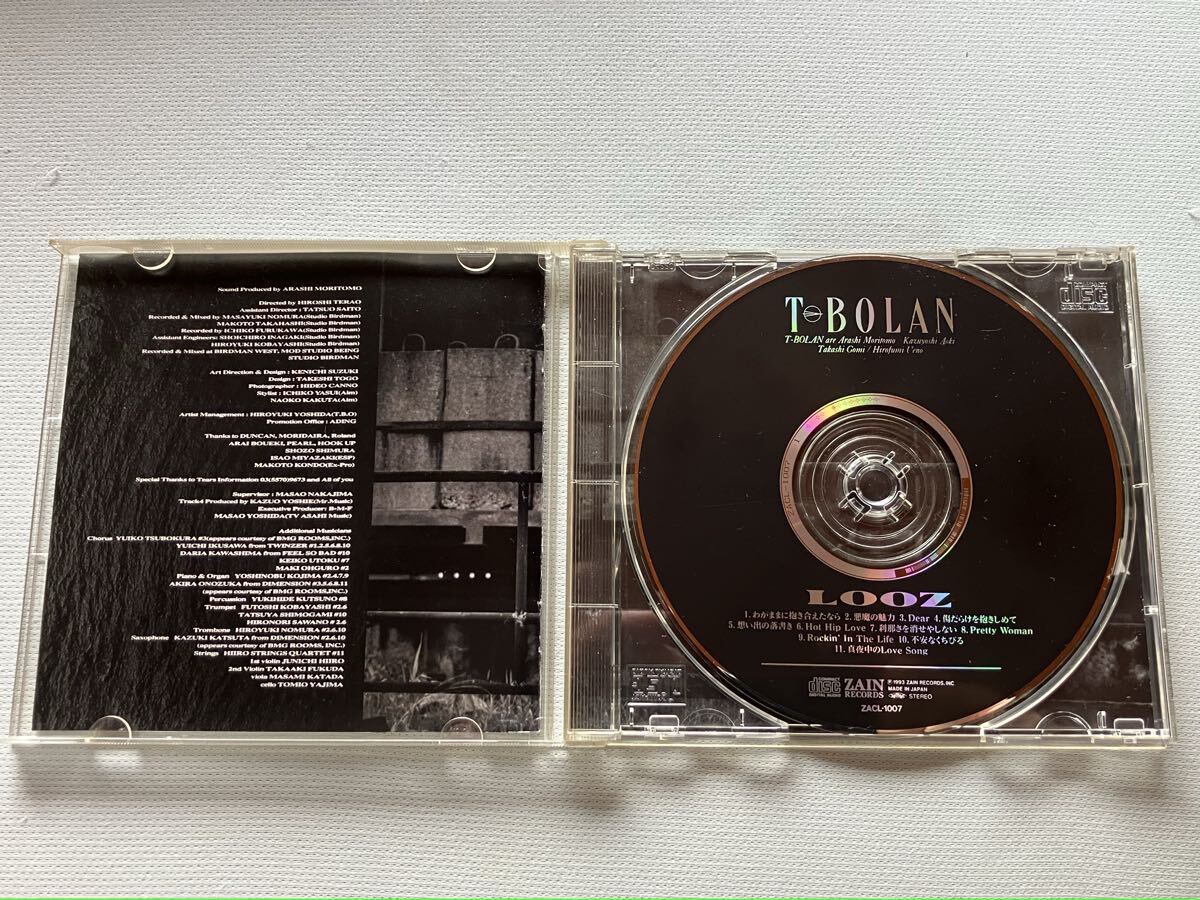 Sound Produced by ARASHI MORITOMO
Directed by HIROSHI TERAO
Assistant Director : TATSUO SAITO
Recorded & Mixed by MASAYUKI NOMURA(Studio Birdman)
MAKOTO TAKAHASHI(Studio Birdman)
Recorded by ICHIKO FURUKAWA(Studio Birdman)
Assistant Engineers: SHOICHIRO INAGAKI(Studio Birdman)
HIROYUKI KOBAYASHI(Studio Birdman)
Recorded & Mixed at BIRDMAN WEST, MOD STUDIO BEING
STUDIO BIRDMAN
Art Direction & Design : KENICHI SUZUKI
Design : TAKESHI TOGO
Photographer : HIDEO CANNO
Stylist : ICHIKO YASUI(Aim)
NAOKO KAKUTA(Aim)
Artist Management : HIROYUKI YOSHIDA(T.B.O)
Promotion Office : ADING
Thanks to DUNCAN, MORIDAIRA, Roland
ARAI BOUEKI, PEARL, HOOK UP
SHOZO SHIMURA
ISAO MIYAZAKI(ESP)
MAKOTO KONDO(Ex-Pro)
Special Thanks to Tears Information 03(5570)9673 and All of you
Supervisor : MASAO NAKAJIMA
Track4 Produced by KAZUO YOSHIE(Mr.Music)
Executive Producer: B-M-F
MASAO YOSHIDA(TV ASAHI Music)
Additional Musicians
Chorus YUIKO TSUBOKURA #3(appears courtesy of BMG ROOMS,INC.)
YUICHI IKUSAWA from TWINZER #1.2.5.6.8.10
DARIA KAWASHIMA from FEEL SO BAD #10
KEIKO UTOKU #7
MAKI OHGURO #2
Piano & Organ YOSHINOBU KOJIMA #2.4.7.9
AKIRA ONOZUKA from DIMENSION #3.5.6.8.11
(appears courtesy of BMG ROOMS,INC.)
Percussion YUKIHIDE KUTSUNO #8
Trumpet FUTOSHI KOBAYASHI #2.6
TATSUYA SHIMOGAMI #10
HIRONORI SAWANO # 2.6
Trombone HIROYUKI NOMURA #2.6.10
Saxophone KAZUKI KATSUTA from DIMENSION #2.6.10
(appears courtesy of BMG ROOMS, INC.)
Strings HIIRO STRINGS QUARTET #11
1st violin JUNICHI HIIRO
2nd Violin TAKAAKI FUKUDA
viola MASAMI KATADA
cello TOMIO YAJIMA
T-BOLAN
T-BOLAN are Arashi Moritomo Kazuyoshi Aoki
Takashi Gomi / Hirofumi Ueno
ZACL-1007 1
LOOZ
1. わがままに抱き合えたなら 2. 悪魔の魅力 3. Dear 4. 傷だらけを抱きしめて
5. 想い出の落書き 6. Hot Hip Love 7. 刹那さを消せやしない 8. Pretty Woman
9. Rockin' In The Life 10. 不安なくちびる
11. 真夜中のLove Song
COMPACT disc DIGITAL AUDIO
ZAIN RECORDS
℗1993 ZAIN RECORDS. INC
MADE IN JAPAN
STEREO
ZACL-1007
COMPACT disc DIGITAL AUDIO